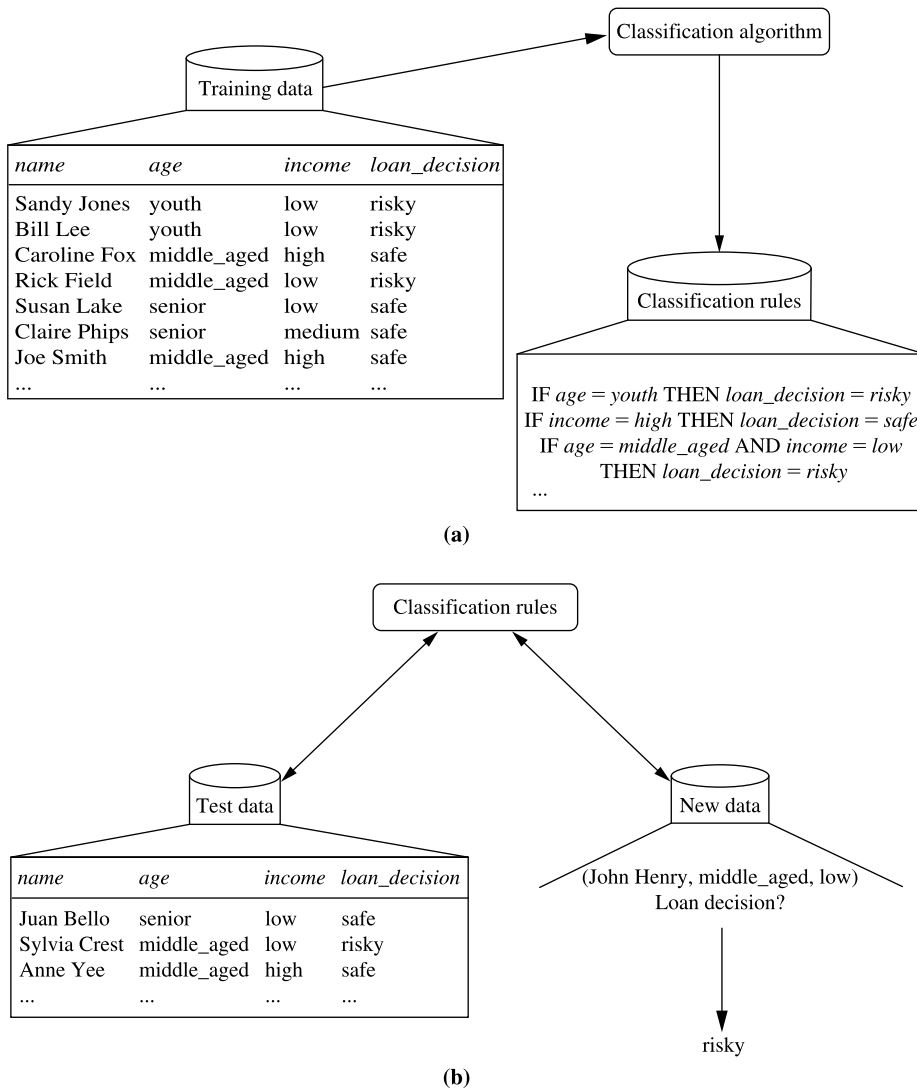 Classification algorithm
Training data
name age income loan_decision
Sandy Jones youth low risky
Bill Lee youth low risky
Caroline Fox middle_aged high safe
Rick Field middle_aged low risky
Susan Lake senior low safe
Claire Phips senior medium safe
Joe Smith middle_aged high safe
... ... ... ...
Classification rules
IF age = youth THEN loan_decision = risky
IF income = high THEN loan_decision = safe
IF age = middle_aged AND income = low
THEN loan_decision = risky
...
(a)
Classification rules
Test data
name age income loan_decision
Juan Bello senior low safe
Sylvia Crest middle_aged low risky
Anne Yee middle_aged high safe
... ... ... ...
New data
(John Henry, middle_aged, low)
Loan decision?
risky
(b)